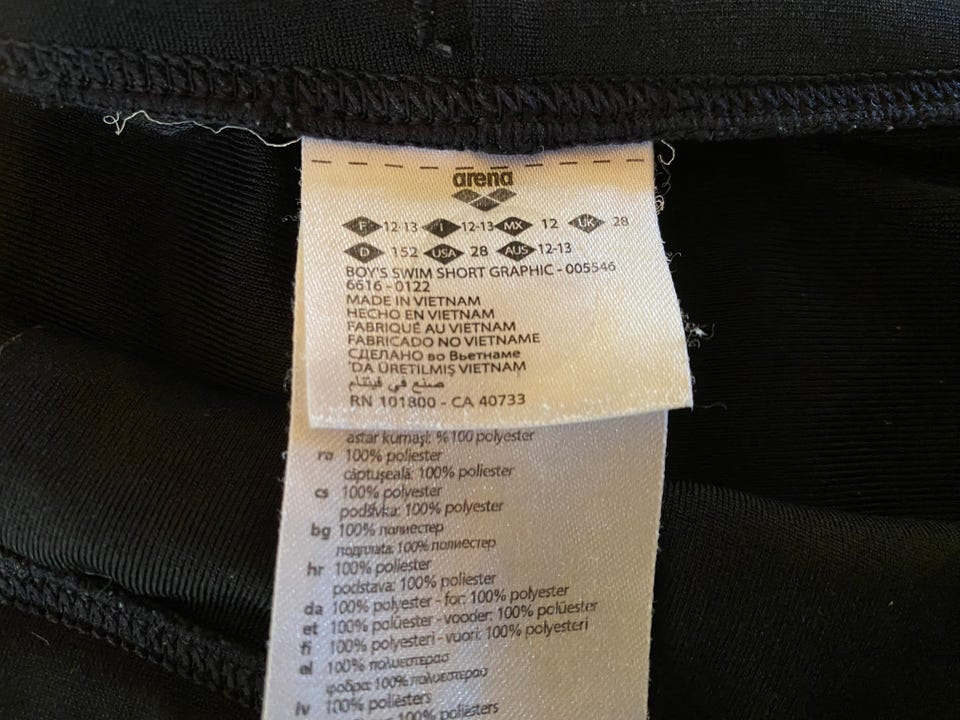 arena
F 12-13 I 12-13 MX 12 UK 28
D 152 USA 28 AUS 12-13
BOY'S SWIM SHORT GRAPHIC - 005546
6616 - 0122
MADE IN VIETNAM
HECHO EN VIETNAM
FABRIQUÉ AU VIETNAM
FABRICADO NO VIETNAME
СДЕЛАНО во Вьетнаме
'DA ÜRETILMIŞ VIETNAM
صنع في فيتنام
RN 101800 - CA 40733
astar kumaşı: %100 polyester
ro 100% poliester
căptuşeală: 100% poliester
cs 100% polyester
podšívka: 100% polyester
bg 100% полиестер
подплата: 100% полиестер
hr 100% poliester
podstava: 100% poliester
da 100% polyester - for: 100% polyester
et 100% polüester - vooder: 100% polüester
fi 100% polyesteri - vuori: 100% polyesteri
el 100% πολυεστερασ
φοδρα: 100% πολυεστερασ
lv 100% poliesters
100% poliesters